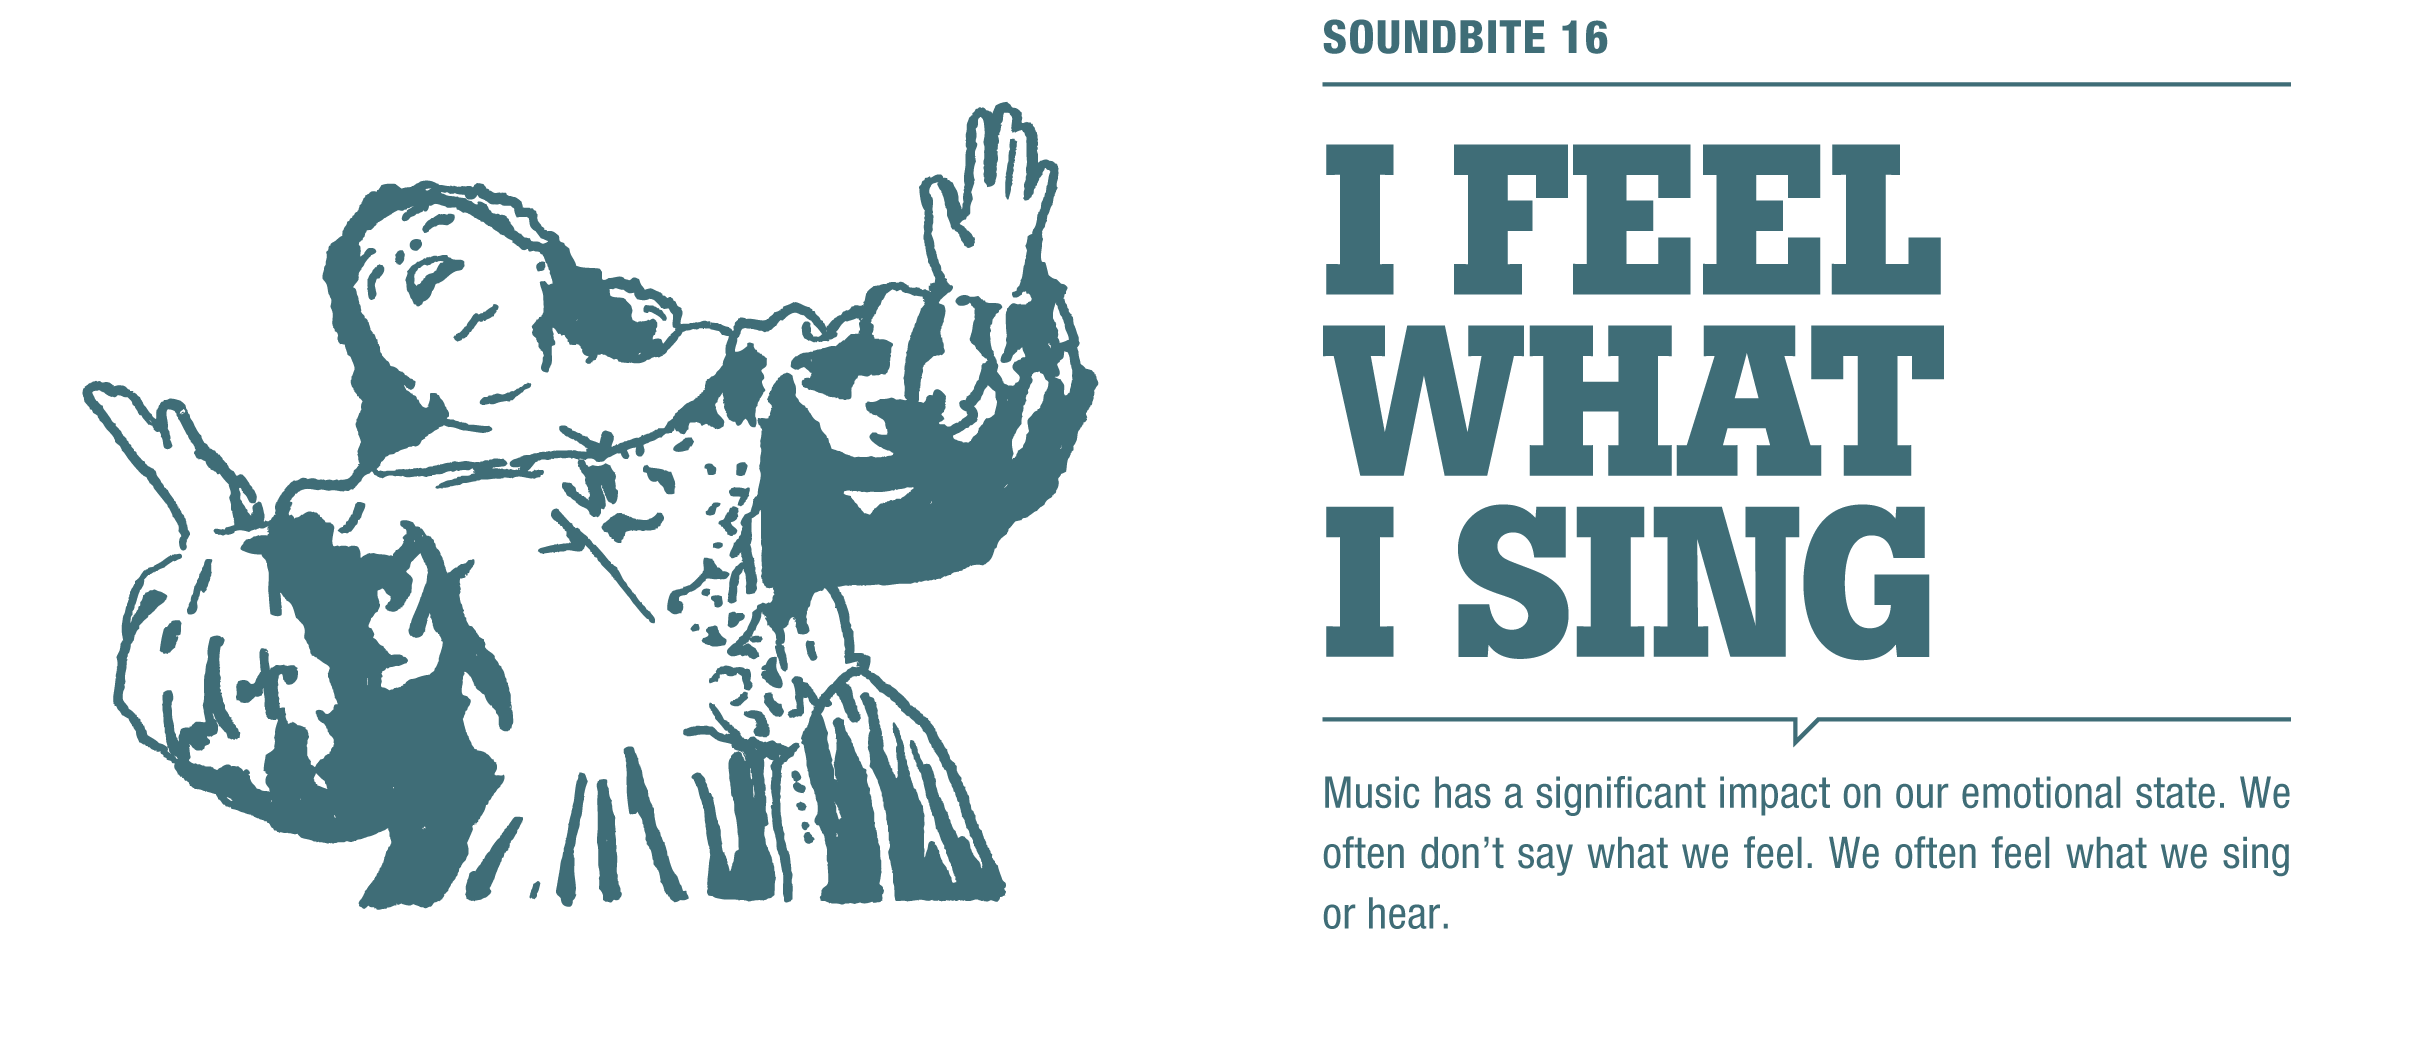 SOUNDBITE 16
I FEEL
WHAT
I SING
Music has a significant impact on our emotional state. We
often don’t say what we feel. We often feel what we sing
or hear.